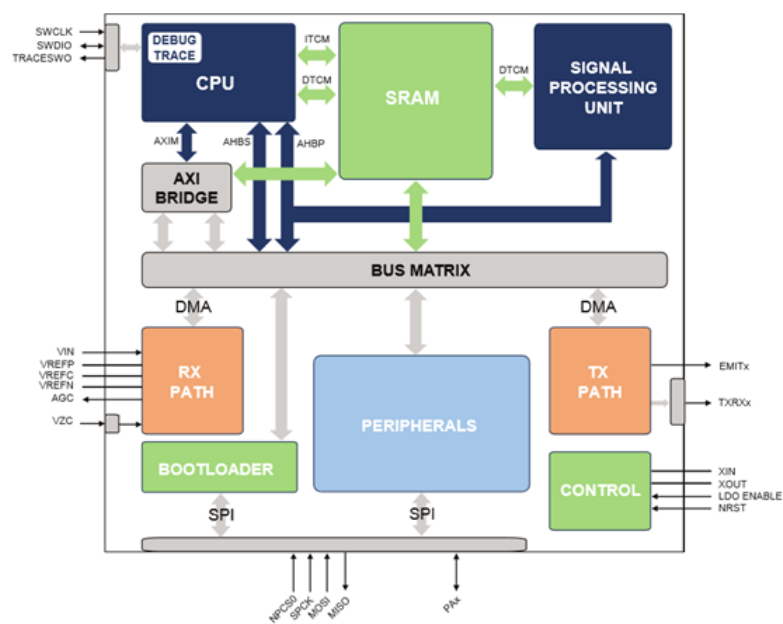 SWCLK
SWDIO
TRACESWO
DEBUG
TRACE
CPU
ITCM
DTCM
SRAM
DTCM
SIGNAL
PROCESSING
UNIT
AXIM
AHBS
AHBP
AXI
BRIDGE
BUS MATRIX
DMA
DMA
VIN
VREFP
VREFC
VREFN
AGC
VZC
RX
PATH
TX
PATH
EMITx
TXRXx
PERIPHERALS
BOOTLOADER
CONTROL
XIN
XOUT
LDO ENABLE
NRST
SPI
SPI
NPCS0
SPCK
MOSI
MISO
PAx